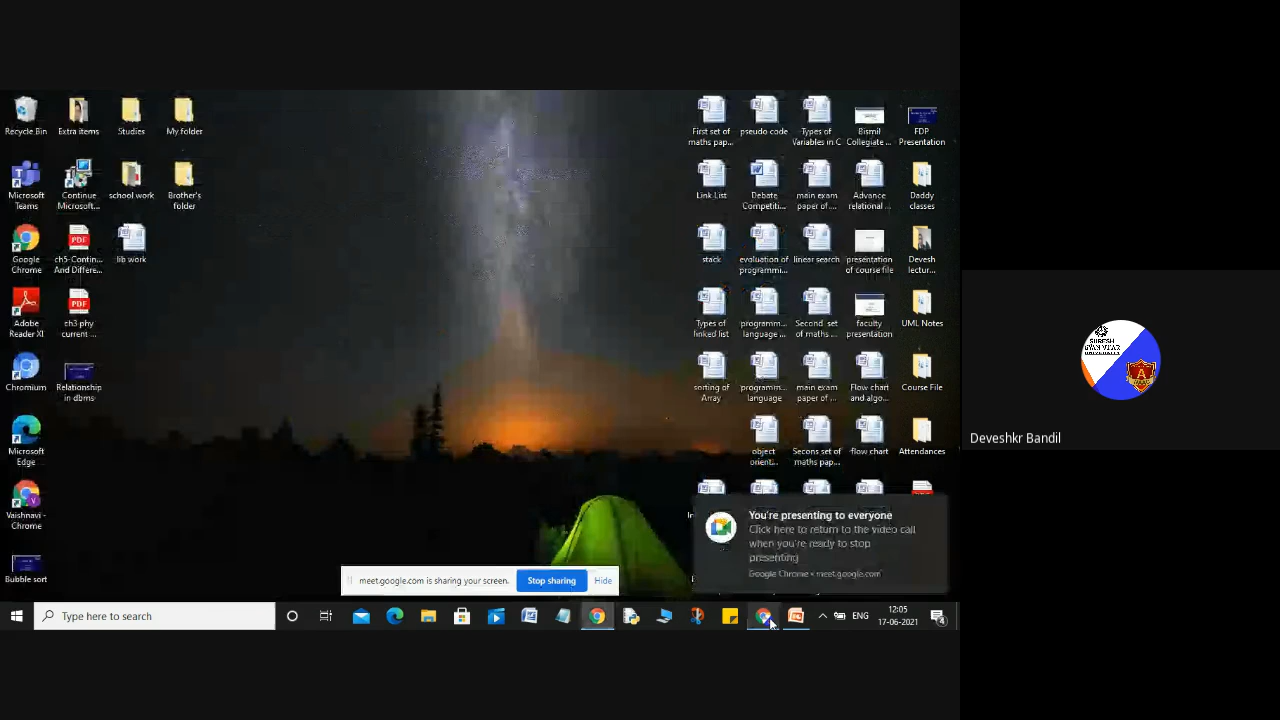 Recycle Bin
Extra items
Studies
My folder
Microsoft
Teams
Continue
Microsoft...
school work
Brother's
folder
Google
Chrome
ch5-Contin...
And Differe...
lib work
Adobe
Reader XI
ch3 phy
current ...
Chromium
Relationship
in dbms
Microsoft
Edge
Vaishnavi -
Chrome
Bubble sort
First set of
maths pap...
pseudo code
Types of
Variables in C
Bismil
Collegiate ...
FDP
Presentation
Link List
Debate
Competiti...
main exam
paper of ...
Advance
relational ...
Daddy
classes
stack
evaluation of
programmi...
linear search
presentation
of course file
Devesh
lectur...
Types of
linked list
programm...
language ...
Second set
of maths ...
faculty
presentation
UML Notes
sorting of
Array
programm...
language
main exam
paper of ...
Flow chart
and algo...
Course File
object
orient...
Secons set of
maths pap...
flow chart
Attendances
You're presenting to everyone
Click here to return to the video call
when you're ready to stop
presenting
Google Chrome • meet.google.com
meet.google.com is sharing your screen.
Stop sharing
Hide
Type here to search
ENG
12:05
17-06-2021
4
SURESH
GYAN VIHAR
UNIVERSITY
A
Deveshkr Bandil